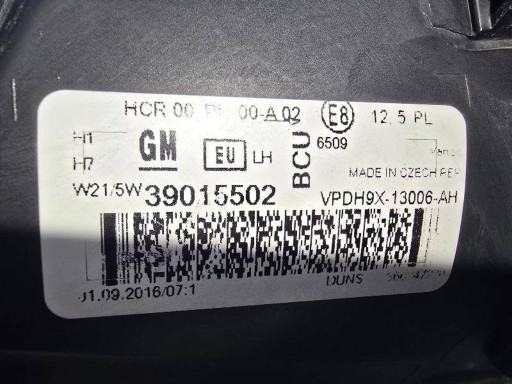 HCR 00 PL 00-A 02 E8 12,5 PL
6509
H1
H7
GM
EU LH
BCU
MADE IN CZECH REP
W21/5W 39015502 VPDH9X-13006-AH
01.09.2016/07:1 DUNS